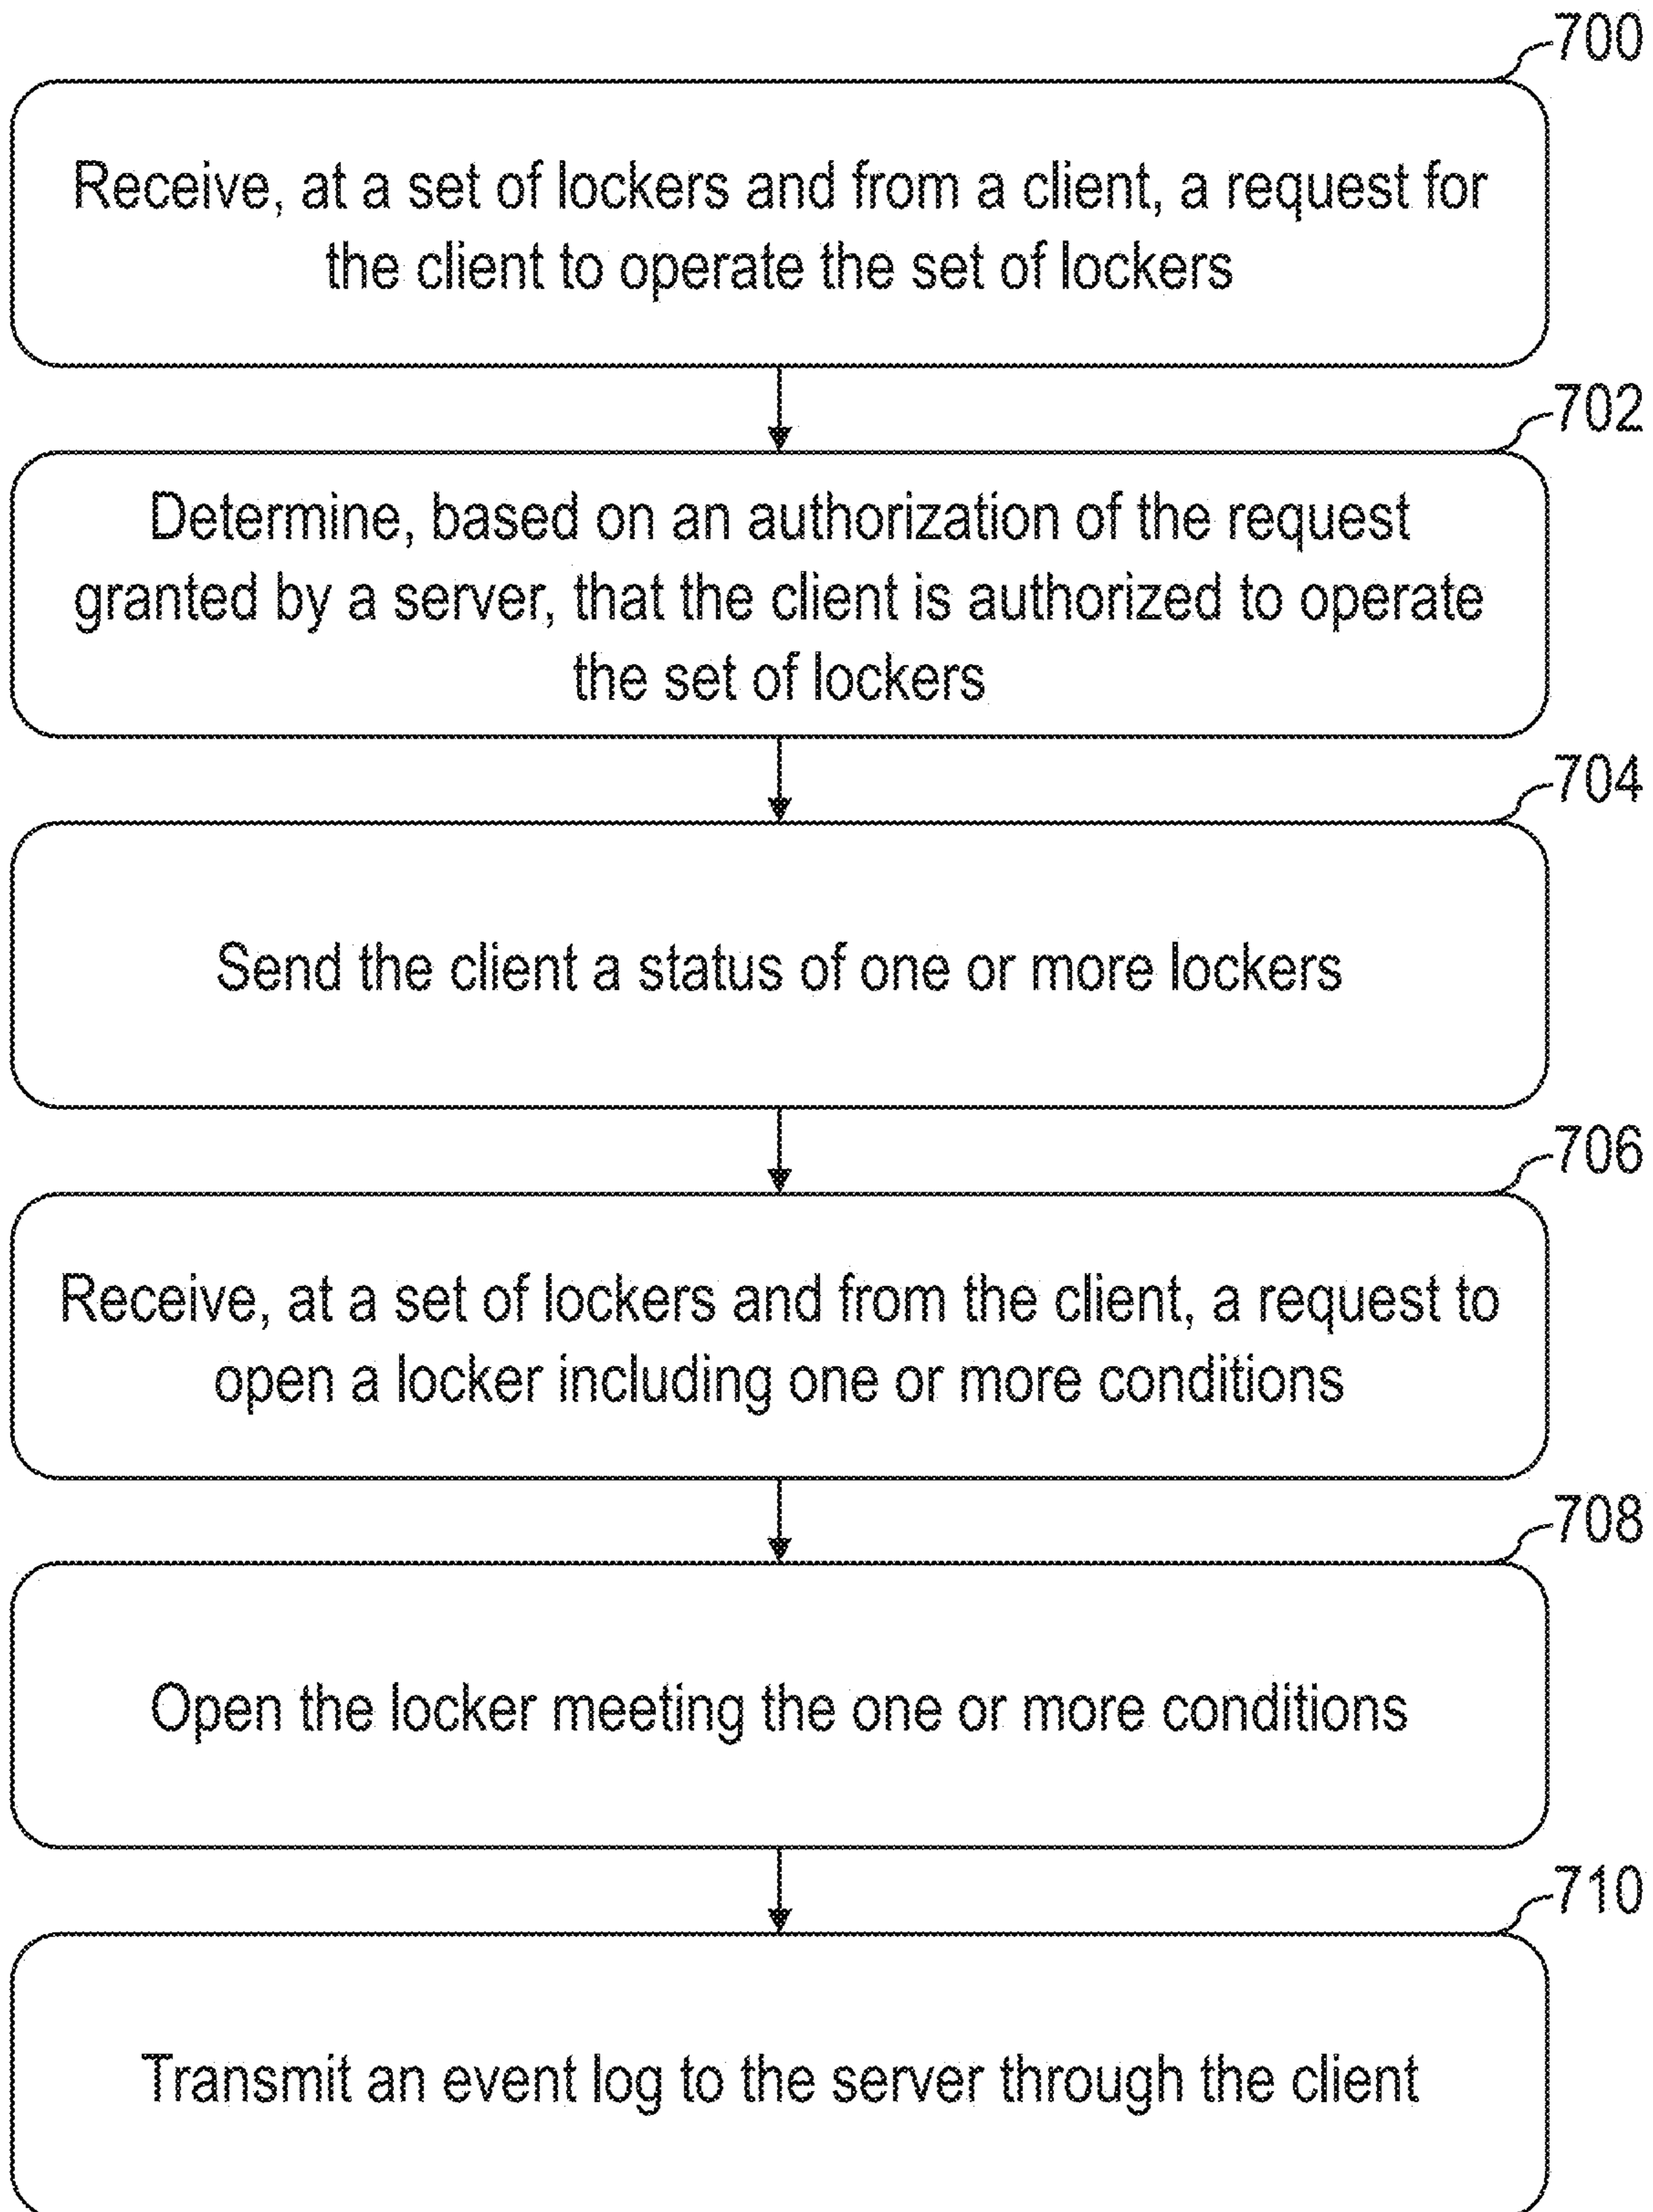 700
Receive, at a set of lockers and from a client, a request for
the client to operate the set of lockers
702
Determine, based on an authorization of the request
granted by a server, that the client is authorized to operate
the set of lockers
704
Send the client a status of one or more lockers
706
Receive, at a set of lockers and from the client, a request to
open a locker including one or more conditions
708
Open the locker meeting the one or more conditions
710
Transmit an event log to the server through the client